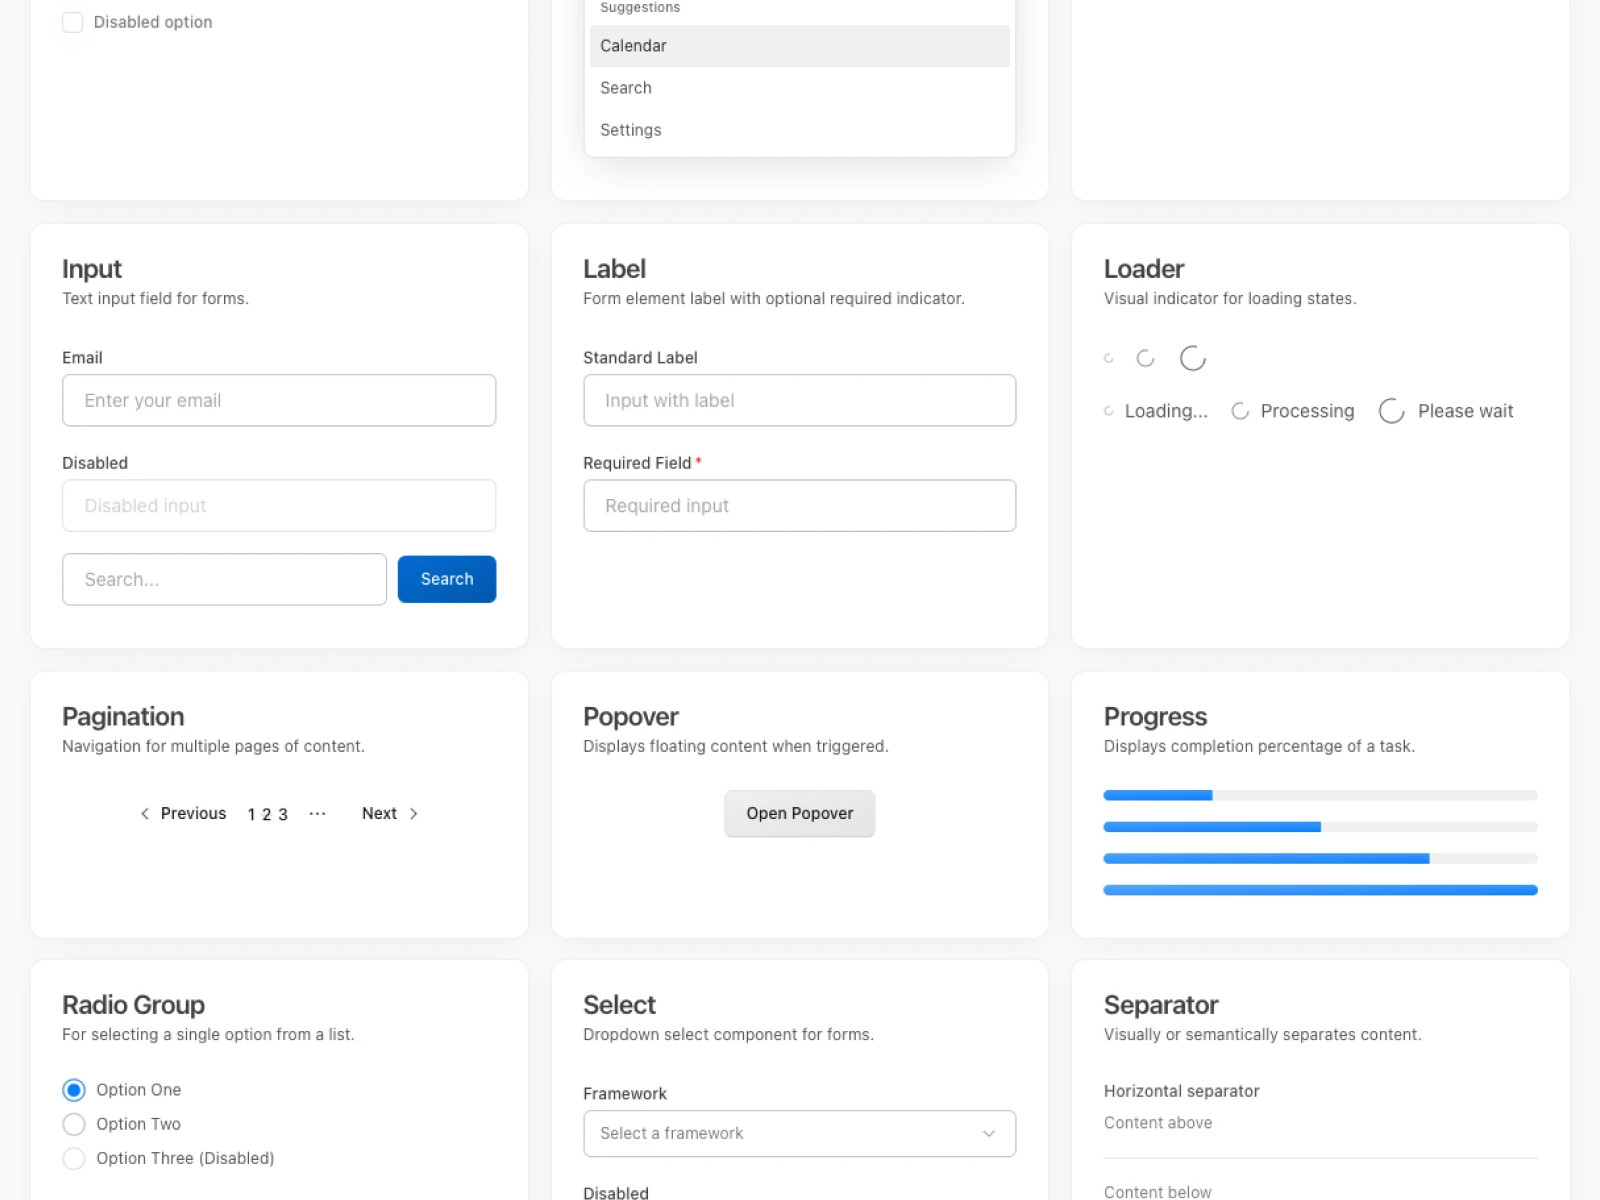 Disabled option
Suggestions
Calendar
Search
Settings
Input
Text input field for forms.
Email
Enter your email
Disabled
Disabled input
Search...
Search
Label
Form element label with optional required indicator.
Standard Label
Input with label
Required Field *
Required input
Loader
Visual indicator for loading states.
Loading... Processing Please wait
Pagination
Navigation for multiple pages of content.
Previous 1 2 3 ··· Next
Popover
Displays floating content when triggered.
Open Popover
Progress
Displays completion percentage of a task.
Radio Group
For selecting a single option from a list.
Option One
Option Two
Option Three (Disabled)
Select
Dropdown select component for forms.
Framework
Select a framework
Disabled
Separator
Visually or semantically separates content.
Horizontal separator
Content above
Content below